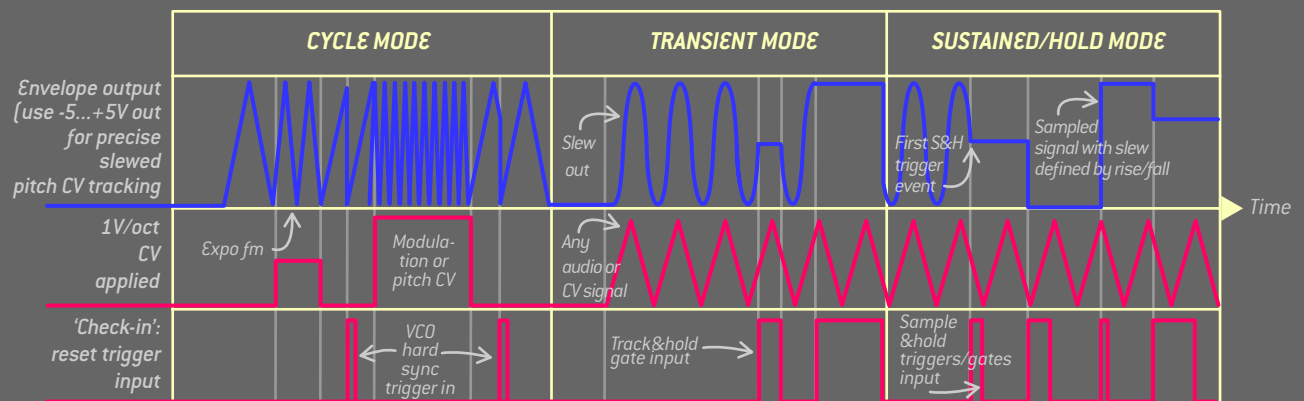 CYCLE MODE
TRANSIENT MODE
SUSTAINED/HOLD MODE
Envelope output
(use -5...+5V out
for precise
slewed
pitch CV tracking
Slew
out
First S&H
trigger
event
Sampled
signal with slew
defined by rise/fall
Time
1V/oct
CV
applied
Expo fm
Modula-
tion or
pitch CV
Any
audio or
CV signal
'Check-in':
reset trigger
input
VCO
hard
sync
trigger in
Track&hold
gate input
Sample
&hold
triggers/gates
input